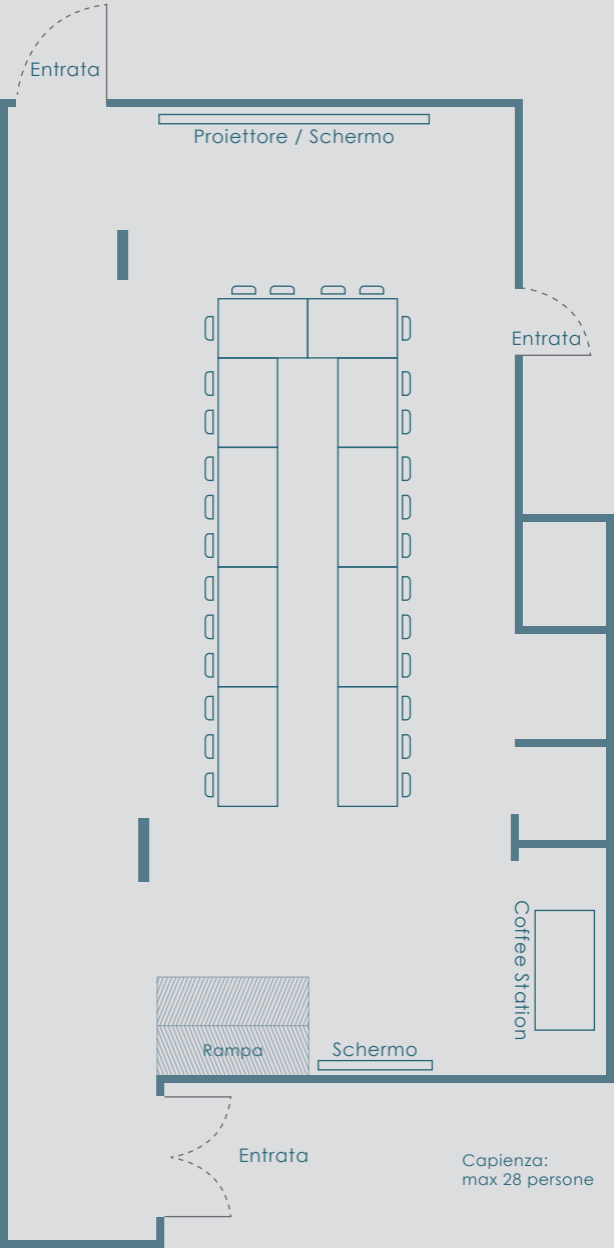 Entrata
Proiettore / Schermo
Entrata
Coffee Station
Rampa
Schermo
Entrata
Capienza:
max 28 persone